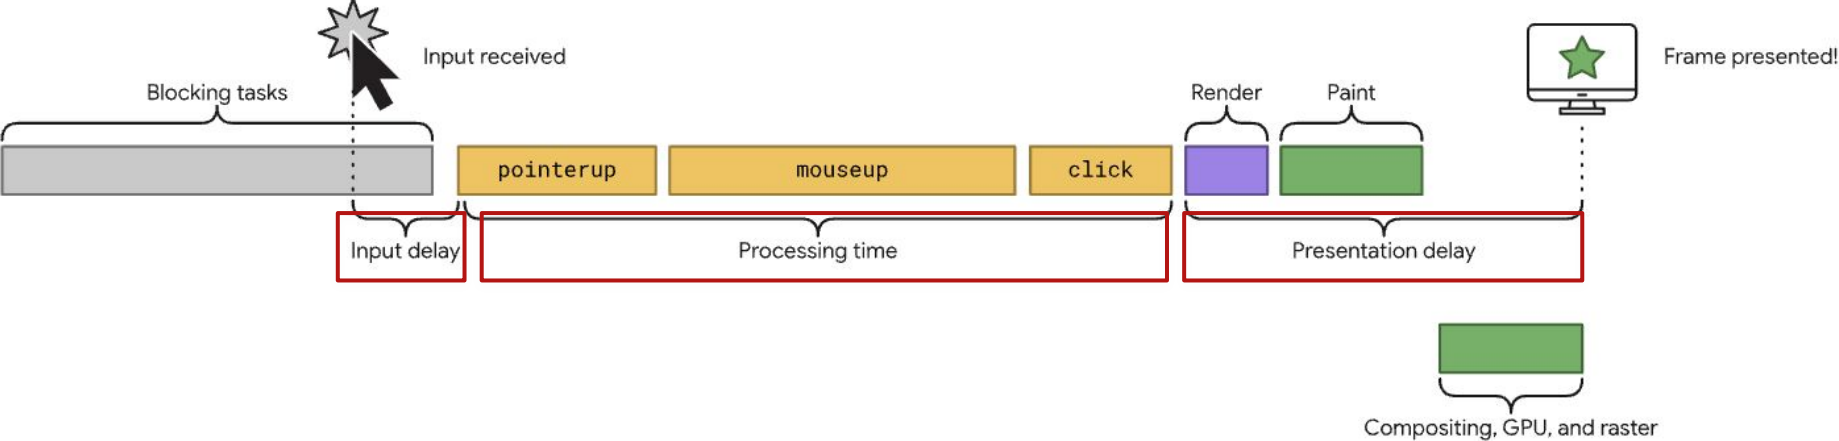 Input received
Frame presented!
Blocking tasks
Render
Paint
pointerup
mouseup
click
Input delay
Processing time
Presentation delay
Compositing, GPU, and raster